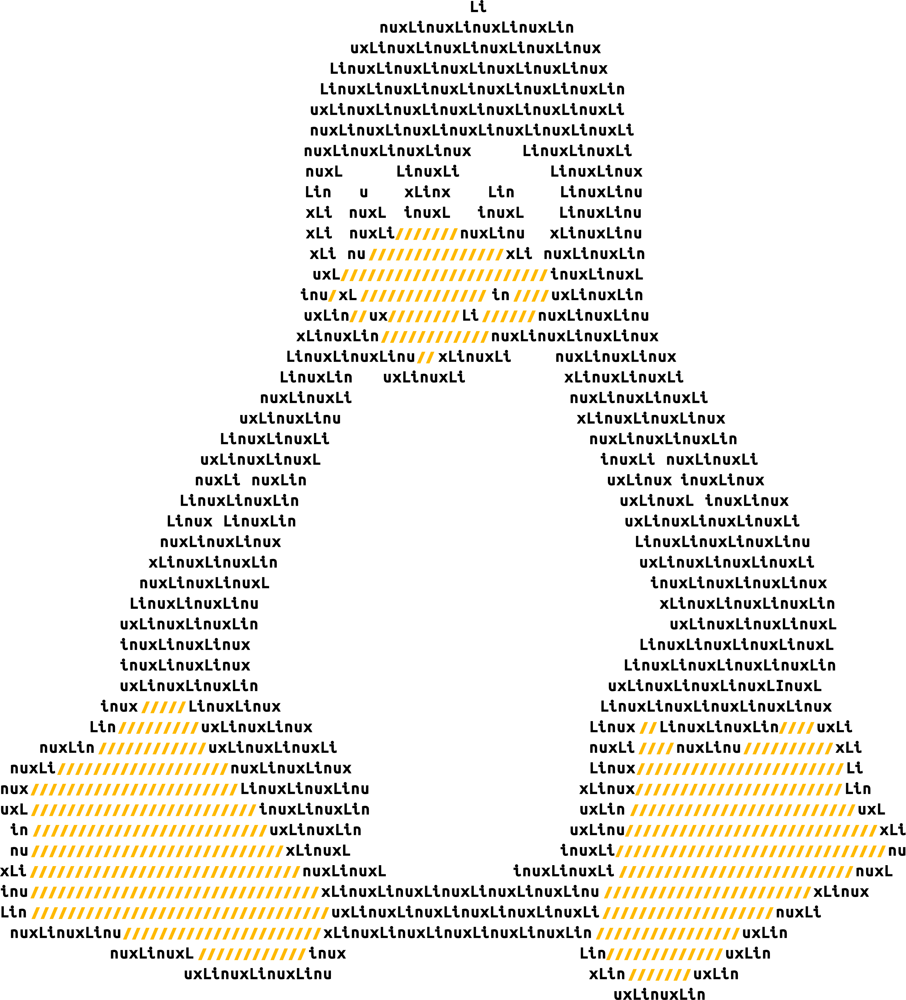 Li
nuxLinuxLinuxLinuxLin
uxLinuxLinuxLinuxLinuxLinux
LinuxLinuxLinuxLinuxLinuxLinux
LinuxLinuxLinuxLinuxLinuxLinuxLin
uxLinuxLinuxLinuxLinuxLinuxLinuxLi
nuxLinuxLinuxLinuxLinuxLinuxLinuxLi
nuxLinuxLinuxLinux LinuxLinuxLi
nuxL LinuxLi LinuxLinux
Lin u xLinx Lin LinuxLinu
xLi nuxL inuxL inuxL LinuxLinu
xLi nuxLi///////nuxLinu xLinuxLinu
xLi nu///////////////xLi nuxLinuxLin
uxL///////////////////////inuxLinuxL
inu/xL////////////// in ////uxLinuxLin
uxLin//ux////////Li//////nuxLinuxLinu
xLinuxLin////////////nuxLinuxLinuxLinux
LinuxLinuxLinu//xLinuxLi nuxLinuxLinux
LinuxLin uxLinuxLi xLinuxLinuxLi
nuxLinuxLi nuxLinuxLinuxLi
uxLinuxLinu xLinuxLinuxLinux
LinuxLinuxLi nuxLinuxLinuxLin
uxLinuxLinuxL inuxLi nuxLinuxLi
nuxLi nuxLin uxLinux inuxLinux
LinuxLinuxLin uxLinuxL inuxLinux
Linux LinuxLin uxLinuxLinuxLinuxLi
nuxLinuxLinux LinuxLinuxLinuxLinu
xLinuxLinuxLin uxLinuxLinuxLinuxLi
nuxLinuxLinuxL inuxLinuxLinuxLinux
LinuxLinuxLinu xLinuxLinuxLinuxLin
uxLinuxLinuxLin uxLinuxLinuxLinuxL
inuxLinuxLinux LinuxLinuxLinuxLinuxL
inuxLinuxLinux LinuxLinuxLinuxLinuxLin
uxLinuxLinuxLin uxLinuxLinuxLinuxLInuxL
inux/////LinuxLinux LinuxLinuxLinuxLinuxLinux
Lin/////////uxLinuxLinux Linux//LinuxLinuxLin////uxLi
nuxLin////////////uxLinuxLinuxLi nuxLi////nuxLinu//////////xLi
nuxLi///////////////////nuxLinuxLinux Linux///////////////////////Li
nux///////////////////////LinuxLinuxLinu xLinux///////////////////////Lin
uxL/////////////////////////inuxLinuxLin uxLin/////////////////////////uxL
in//////////////////////////uxLinuxLin uxLinu////////////////////////////xLi
nu////////////////////////////xLinuxL inuxLi//////////////////////////////nu
xLi//////////////////////////////nuxLinuxL inuxLinuxLi//////////////////////////nuxL
inu////////////////////////////////xLinuxLinuxLinuxLinuxLinuxLinu///////////////////////xLinux
Lin/////////////////////////////////uxLinuxLinuxLinuxLinuxLinuxLi///////////////////nuxLi
nuxLinuxLinu//////////////////////xLinuxLinuxLinuxLinuxLinuxLin////////////////uxLin
nuxLinuxL////////////inux Lin/////////////uxLin
uxLinuxLinuxLinu xLin///////uxLin
uxLinuxLin